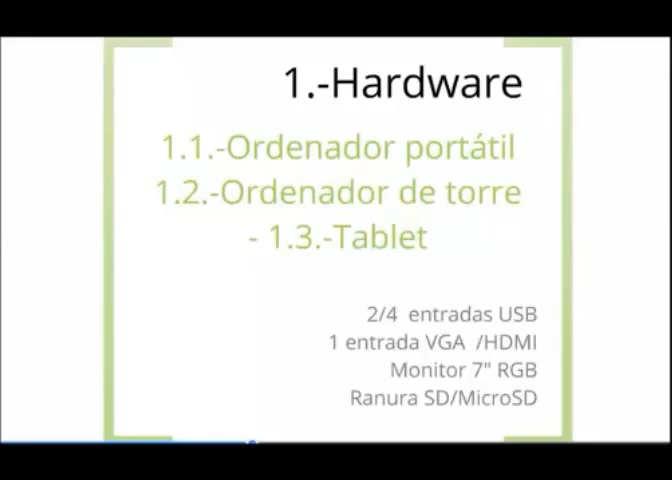 1.-Hardware
1.1.-Ordenador portátil
1.2.-Ordenador de torre
- 1.3.-Tablet
2/4 entradas USB
1 entrada VGA /HDMI
Monitor 7" RGB
Ranura SD/MicroSD